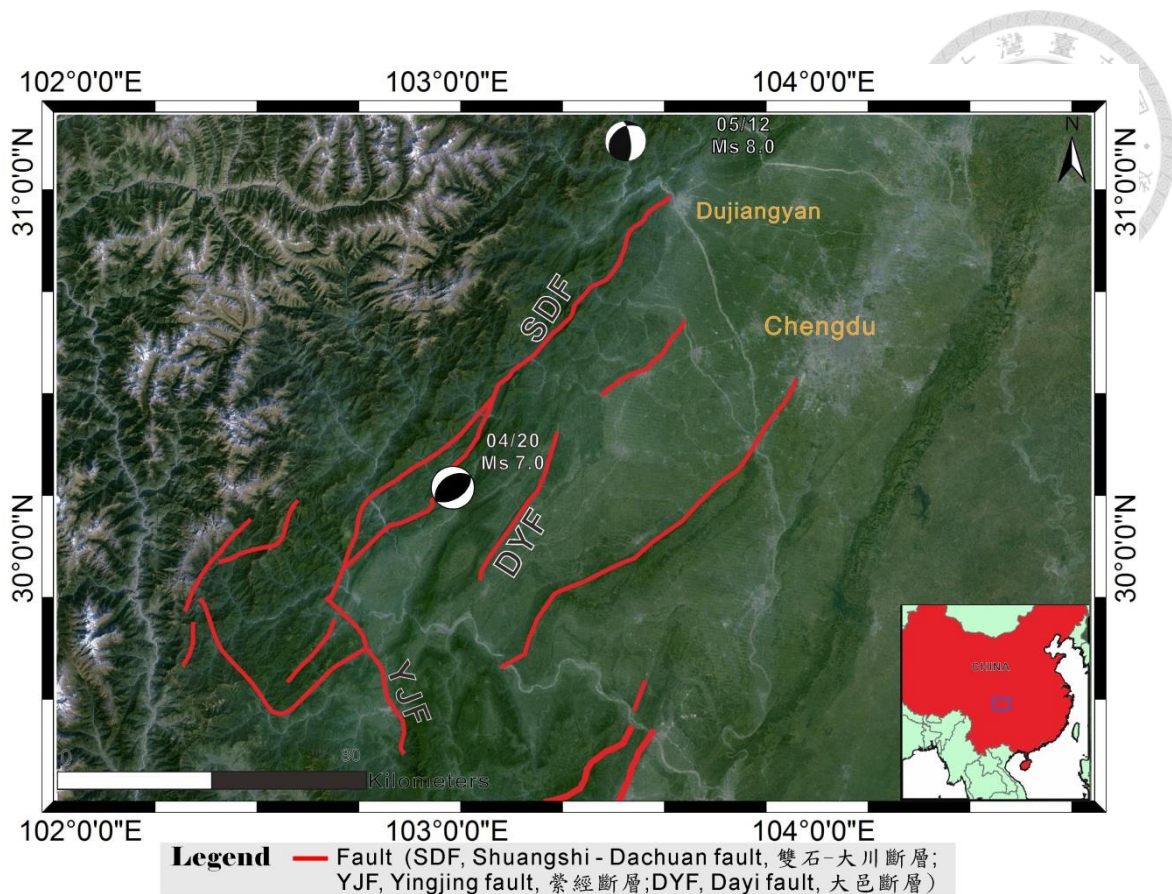 102°0'0"E
103°0'0"E
104°0'0"E
N
05/12
Ms 8.0
31°0'0"N
31°0'0"N
Dujiangyan
SDF
Chengdu
04/20
Ms 7.0
DYF
30°0'0"N
30°0'0"N
YJF
CHINA
0
80
Kilometers
102°0'0"E
103°0'0"E
104°0'0"E
Legend
Fault (SDF, Shuangshi - Dachuan fault, 雙石-大川斷層;
YJF, Yingjing fault, 滎經斷層;DYF, Dayi fault, 大邑斷層)